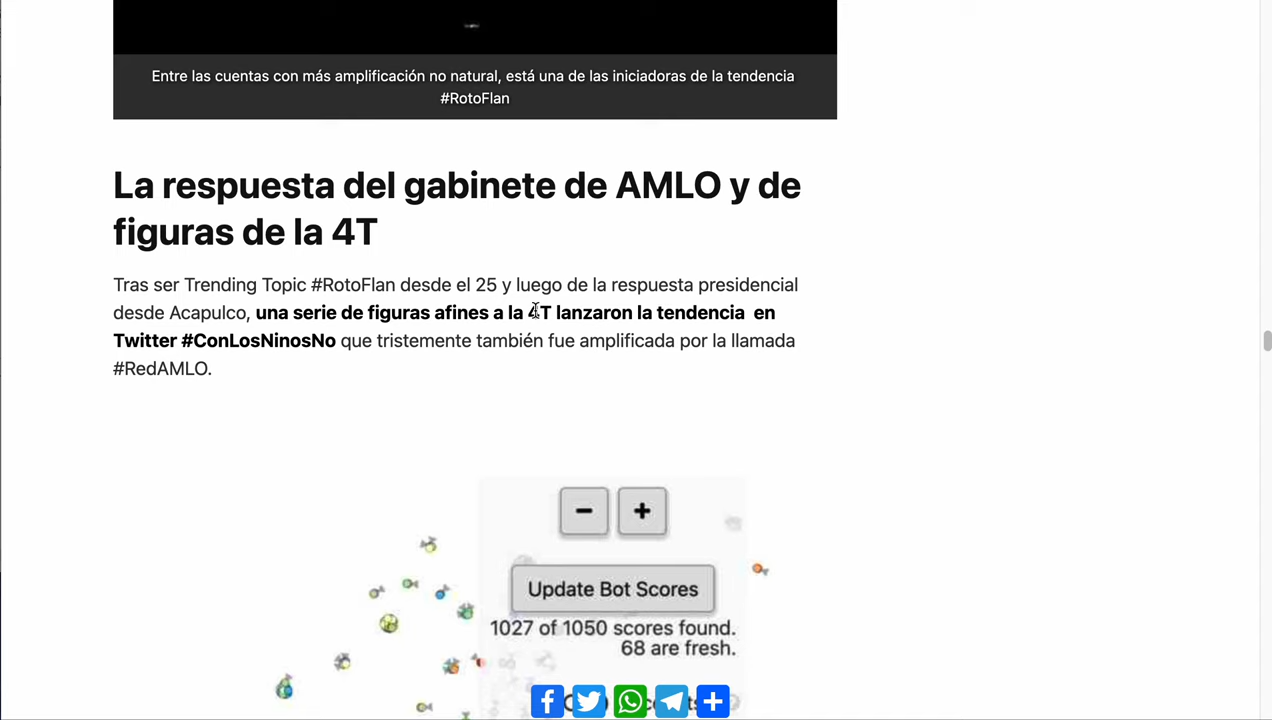 Entre las cuentas con más amplificación no natural, está una de las iniciadoras de la tendencia
#RotoFlan
La respuesta del gabinete de AMLO y de
figuras de la 4T
Tras ser Trending Topic #RotoFlan desde el 25 y luego de la respuesta presidencial
desde Acapulco, una serie de figuras afines a la 4T lanzaron la tendencia en
Twitter #ConLosNinosNo que tristemente también fue amplificada por la llamada
#RedAMLO.
− +
Update Bot Scores
1027 of 1050 scores found.
68 are fresh.